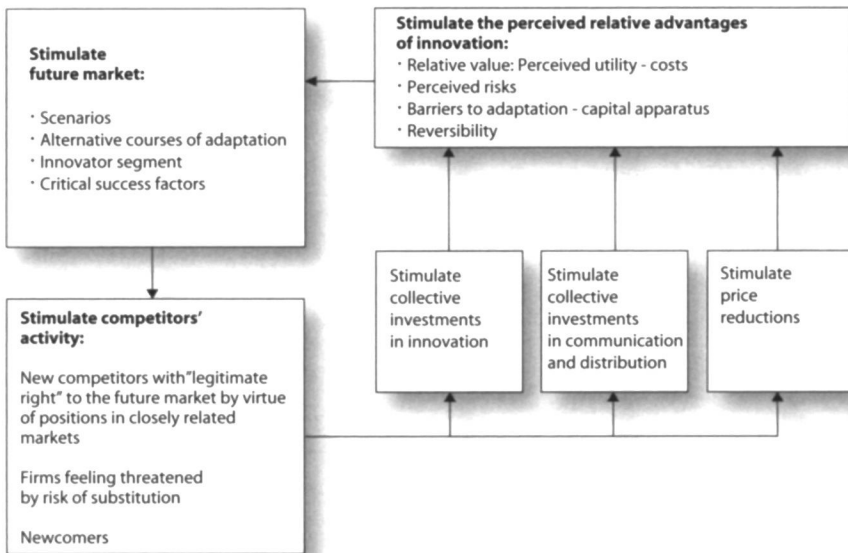 Stimulate
future market:
· Scenarios
· Alternative courses of adaptation
· Innovator segment
· Critical success factors
Stimulate the perceived relative advantages
of innovation:
· Relative value: Perceived utility - costs
· Perceived risks
· Barriers to adaptation - capital apparatus
· Reversibility
Stimulate
collective
investments
in innovation
Stimulate
collective
investments
in communication
and distribution
Stimulate
price
reductions
Stimulate competitors’
activity:
New competitors with”legitimate
right” to the future market by virtue
of positions in closely related
markets
Firms feeling threatened
by risk of substitution
Newcomers